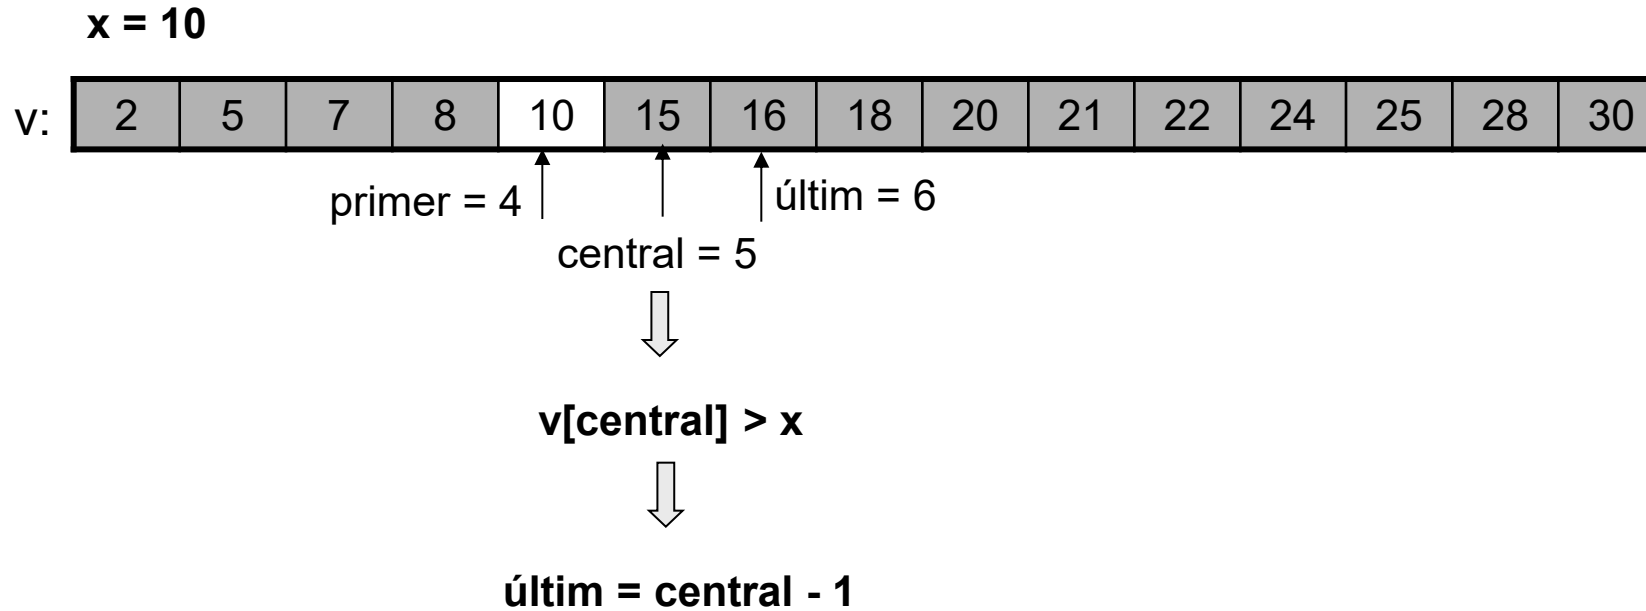 x = 10
v: 2 5 7 8 10 15 16 18 20 21 22 24 25 28 30
primer = 4 últim = 6
central = 5
v[central] > x
últim = central - 1